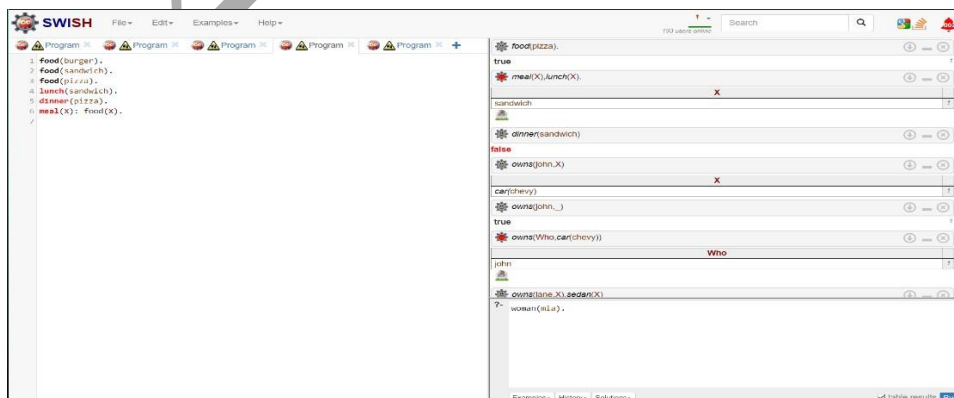 SWISH File Edit Examples Help Search
Program Program Program Program Program +
1 food(burger).
2 food(sandwich).
3 food(pizza).
4 lunch(sandwich).
5 dinner(pizza).
6 meal(X): food(X).
7
food(pizza).
true
meal(X),lunch(X).
X
sandwich
dinner(sandwich)
false
owns(john,X)
X
car(chevy)
owns(john,_)
true
owns(Who,car(chevy))
Who
john
owns(jane,X),sedan(X)
?- woman(mia).
Examples History Solutions table results